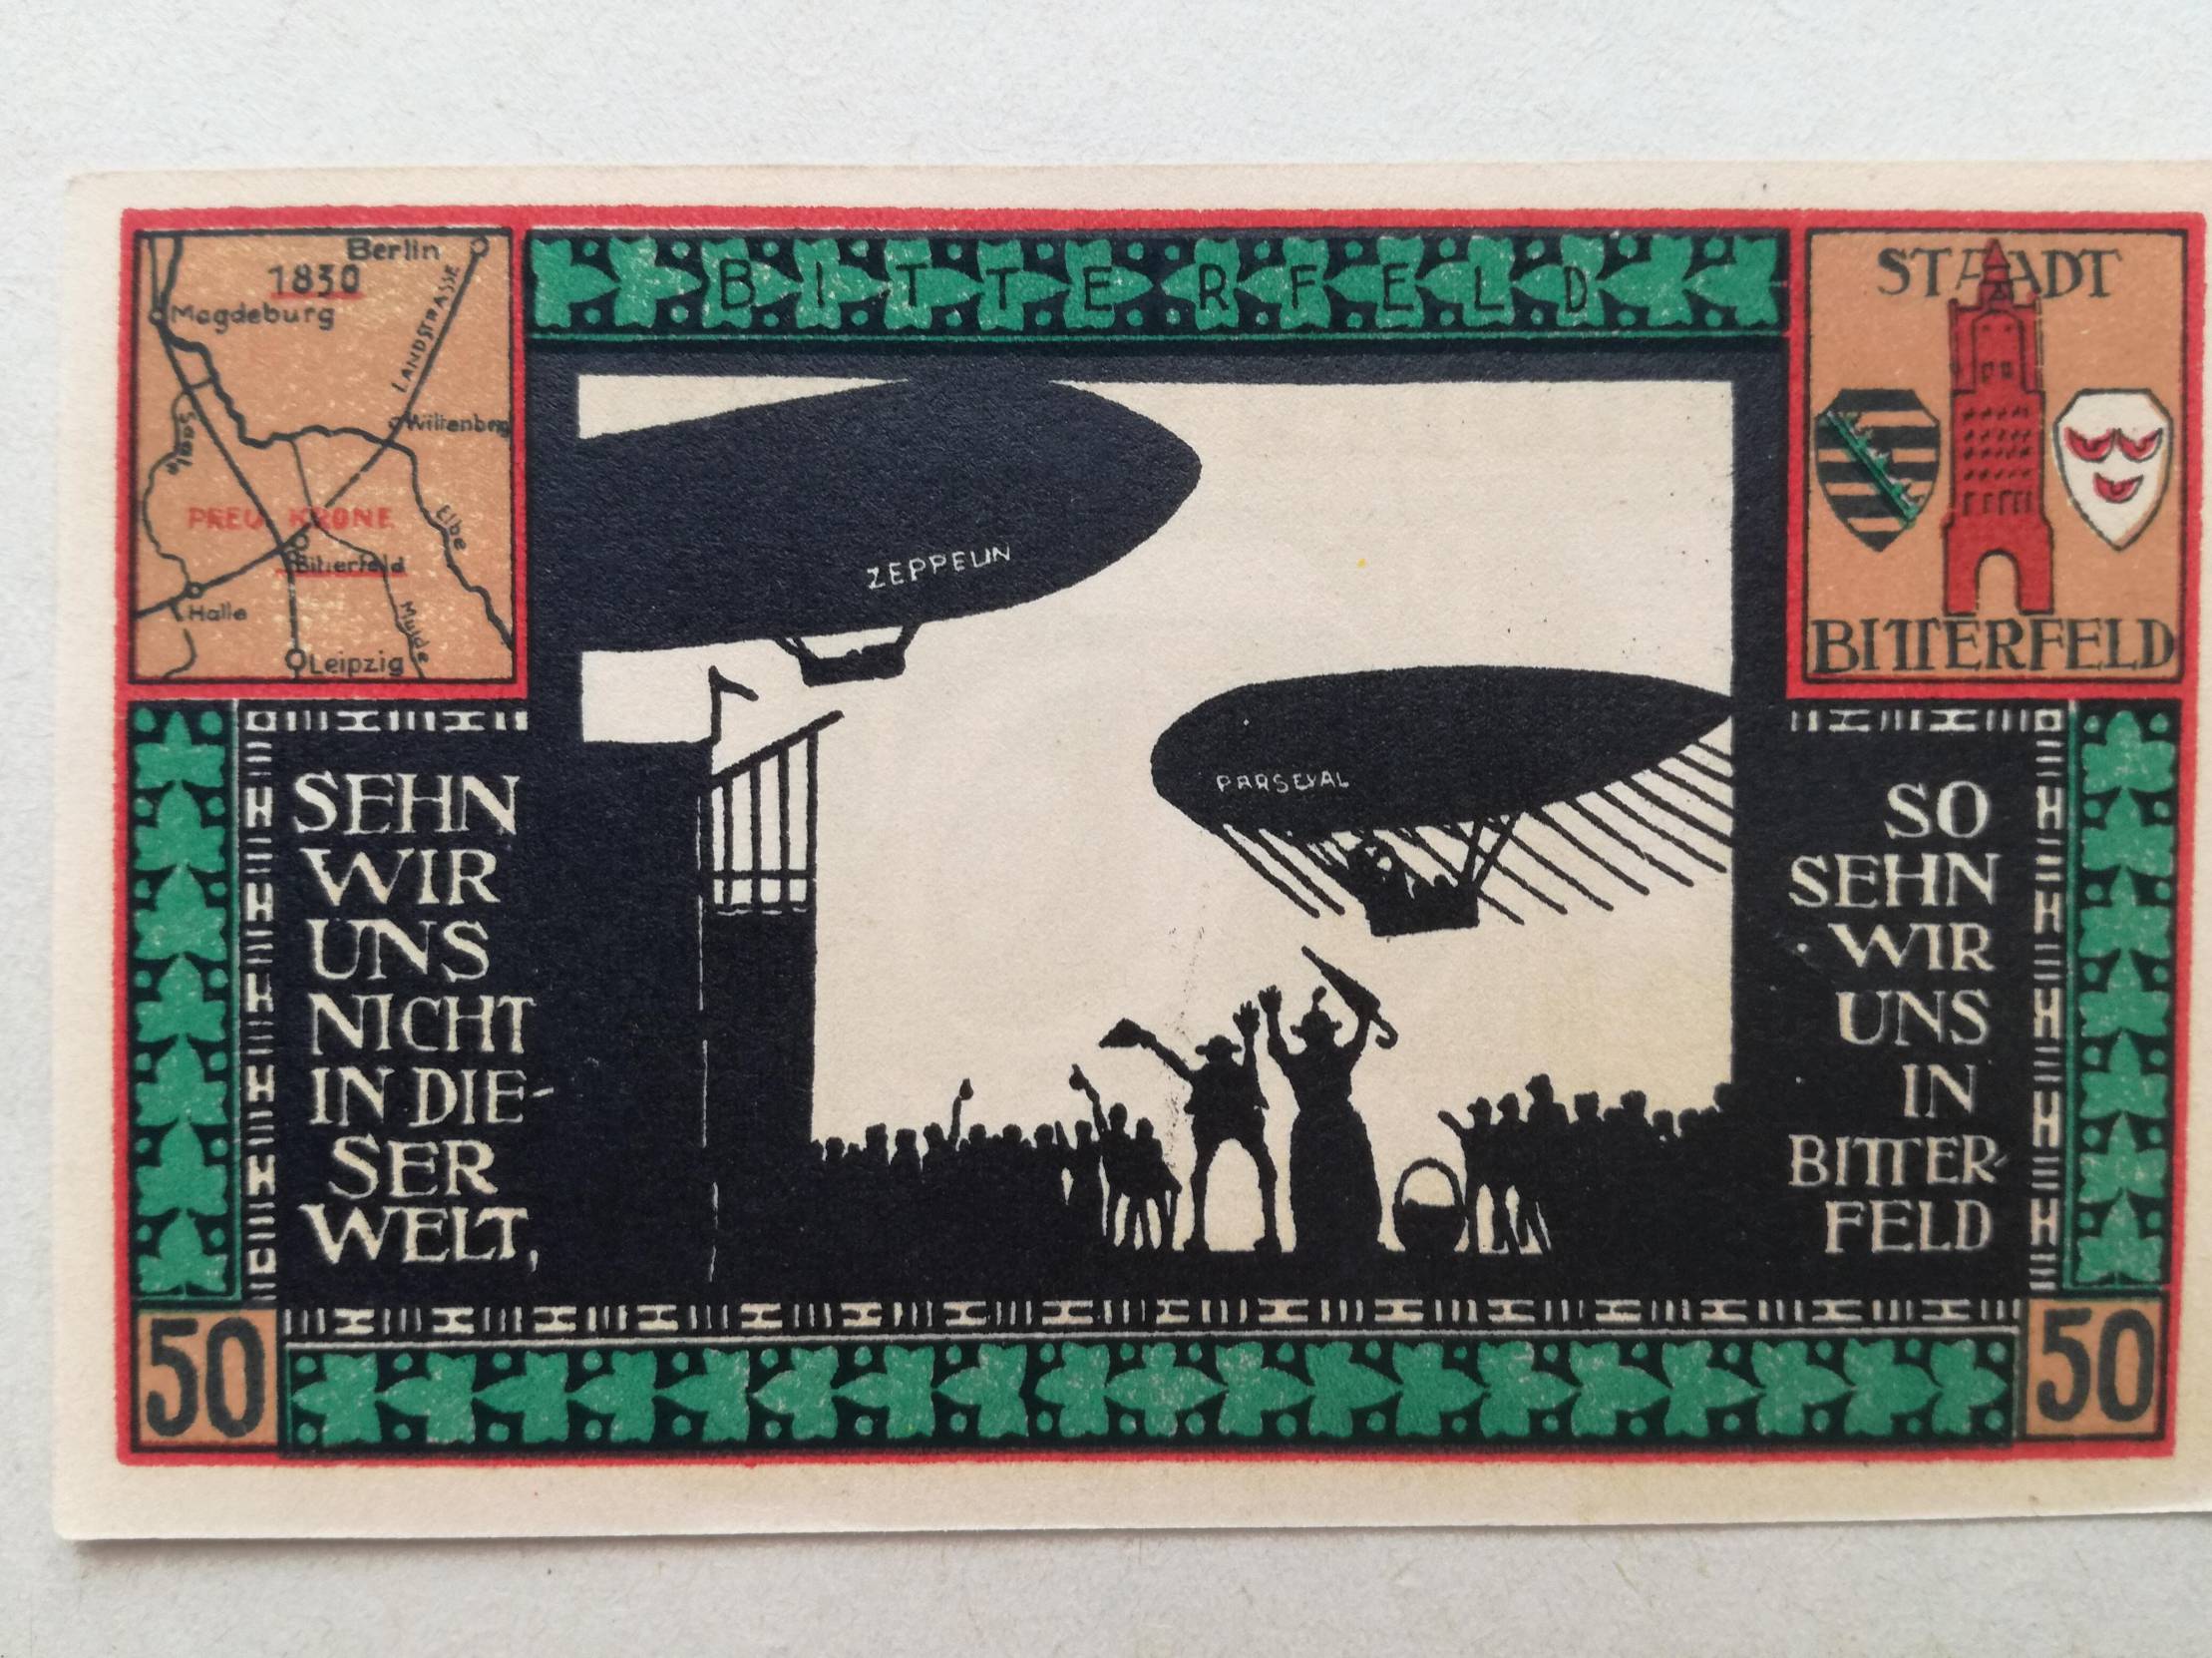 Berlin
1830
Magdeburg
LANDSTRASSE
Wittenberg
Saale
PREU KRONE
Elbe
Bitterfeld
Halle
Mulde
Leipzig
BITTERFELD
STADT
BITTERFELD
ZEPPELIN
PARSEVAL
SEHN
WIR
UNS
NICHT
IN DIE-
SER
WELT,
SO
SEHN
WIR
UNS
IN
BITTER-
FELD
50
50